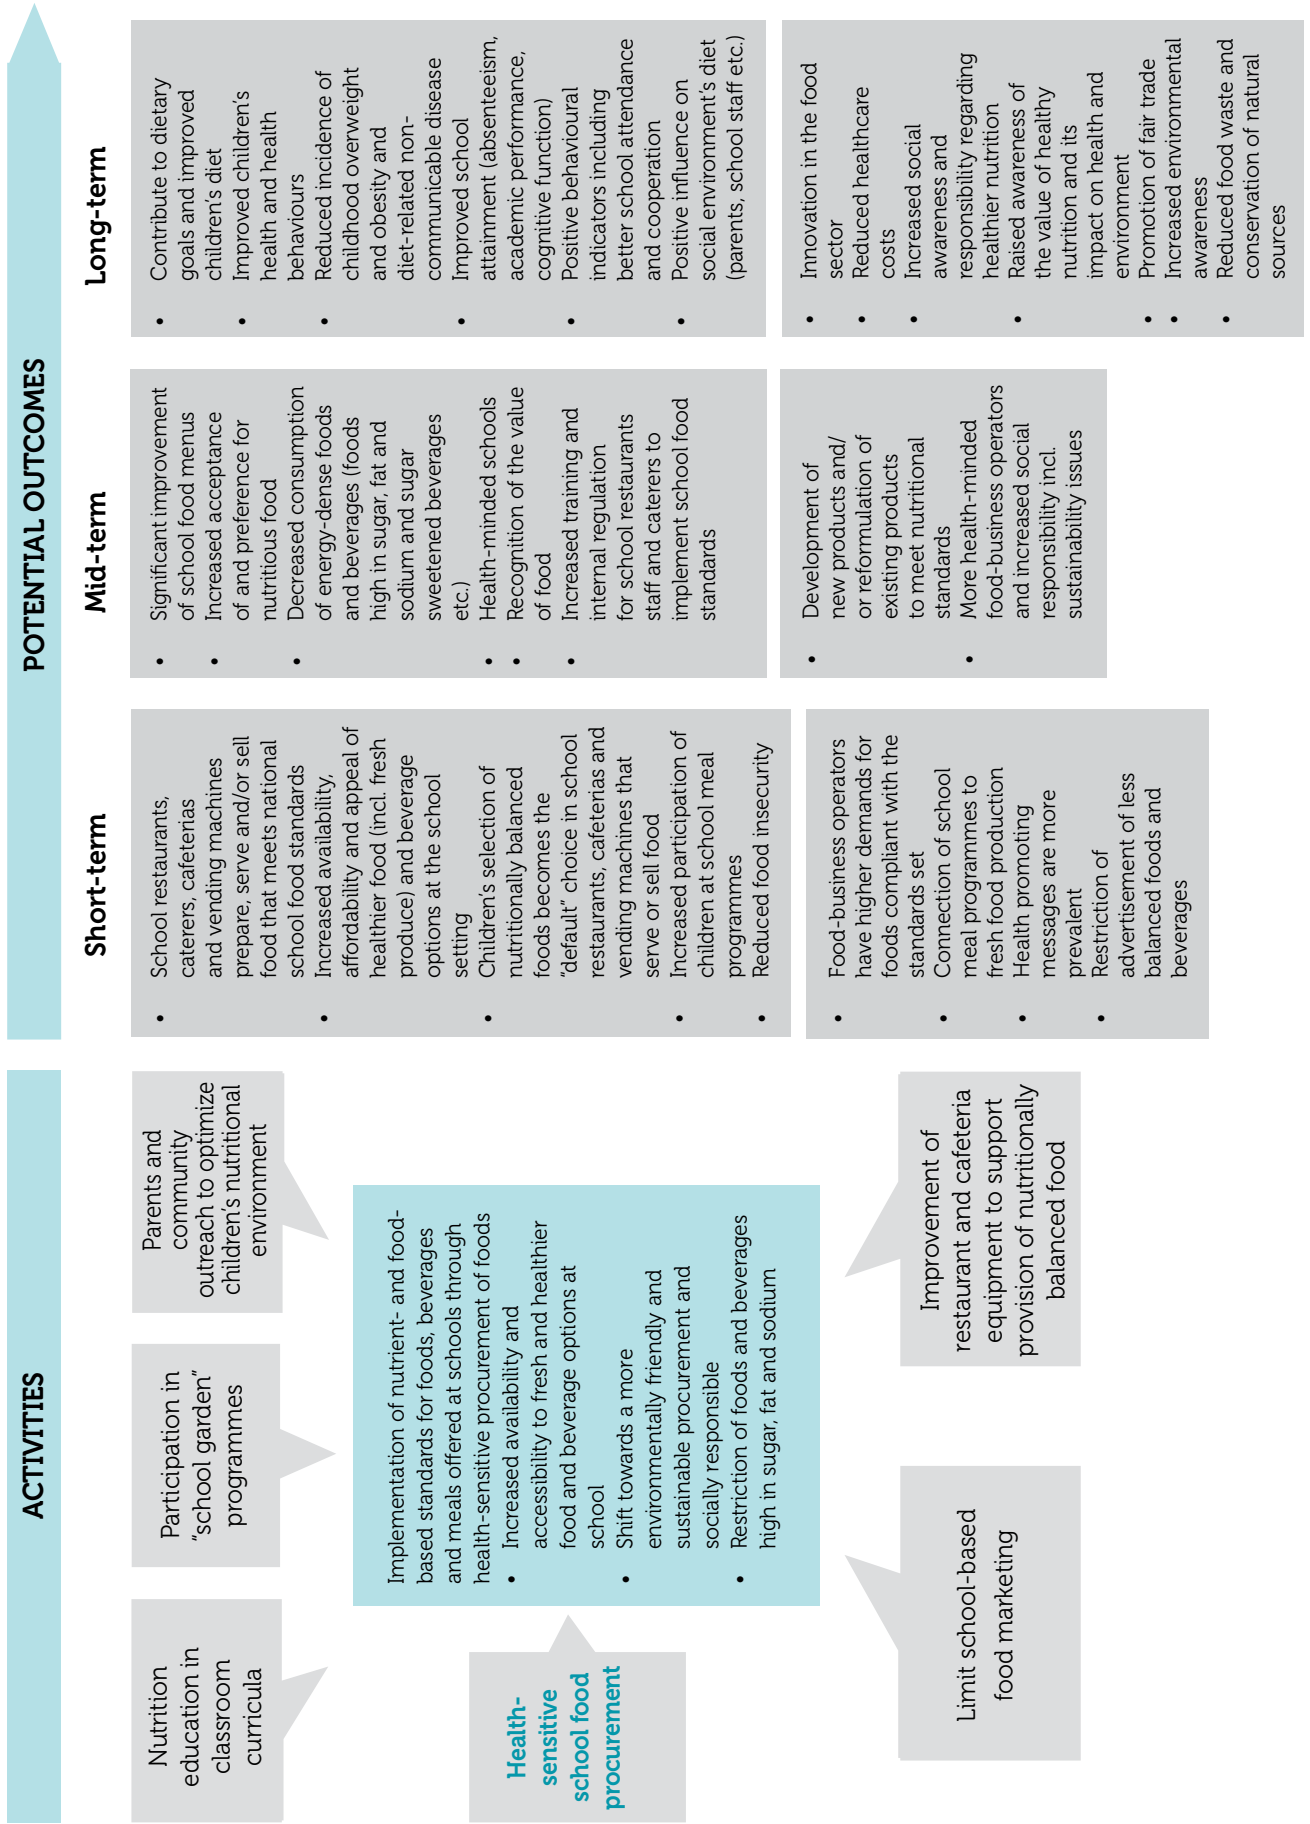 ACTIVITIES
POTENTIAL OUTCOMES
Nutrition
education in
classroom
curricula
Participation in
"school garden"
programmes
Parents and
community
outreach to optimize
children's nutritional
environment
Health-
sensitive
school food
procurement
Implementation of nutrient- and food-
based standards for foods, beverages
and meals offered at schools through
health-sensitive procurement of foods
• Increased availability and
accessibility to fresh and healthier
food and beverage options at
school
• Shift towards a more
environmentally friendly and
sustainable procurement and
socially responsible
• Restriction of foods and beverages
high in sugar, fat and sodium
Limit school-based
food marketing
Improvement of
restaurant and cafeteria
equipment to support
provision of nutritionally
balanced food
Short-term
• School restaurants,
caterers, cafeterias
and vending machines
prepare, serve and/or sell
food that meets national
school food standards
• Increased availability,
affordability and appeal of
healthier food (incl. fresh
produce) and beverage
options at the school
setting
• Children's selection of
nutritionally balanced
foods becomes the
"default" choice in school
restaurants, cafeterias and
vending machines that
serve or sell food
• Increased participation of
children at school meal
programmes
• Reduced food insecurity
• Food-business operators
have higher demands for
foods compliant with the
standards set
• Connection of school
meal programmes to
fresh food production
• Health promoting
messages are more
prevalent
• Restriction of
advertisement of less
balanced foods and
beverages
Mid-term
• Significant improvement
of school food menus
• Increased acceptance
of and preference for
nutritious food
• Decreased consumption
of energy-dense foods
and beverages (foods
high in sugar, fat and
sodium and sugar
sweetened beverages
etc.)
• Health-minded schools
• Recognition of the value
of food
• Increased training and
internal regulation
for school restaurants
staff and caterers to
implement school food
standards
• Development of
new products and/
or reformulation of
existing products
to meet nutritional
standards
• More health-minded
food-business operators
and increased social
responsibility incl.
sustainability issues
Long-term
• Contribute to dietary
goals and improved
children's diet
• Improved children's
health and health
behaviours
• Reduced incidence of
childhood overweight
and obesity and
diet-related non-
communicable disease
• Improved school
attainment (absenteeism,
academic performance,
cognitive function)
• Positive behavioural
indicators including
better school attendance
and cooperation
• Positive influence on
social environment's diet
(parents, school staff etc.)
• Innovation in the food
sector
• Reduced healthcare
costs
• Increased social
awareness and
responsibility regarding
healthier nutrition
• Raised awareness of
the value of healthy
nutrition and its
impact on health and
environment
• Promotion of fair trade
• Increased environmental
awareness
• Reduced food waste and
conservation of natural
sources